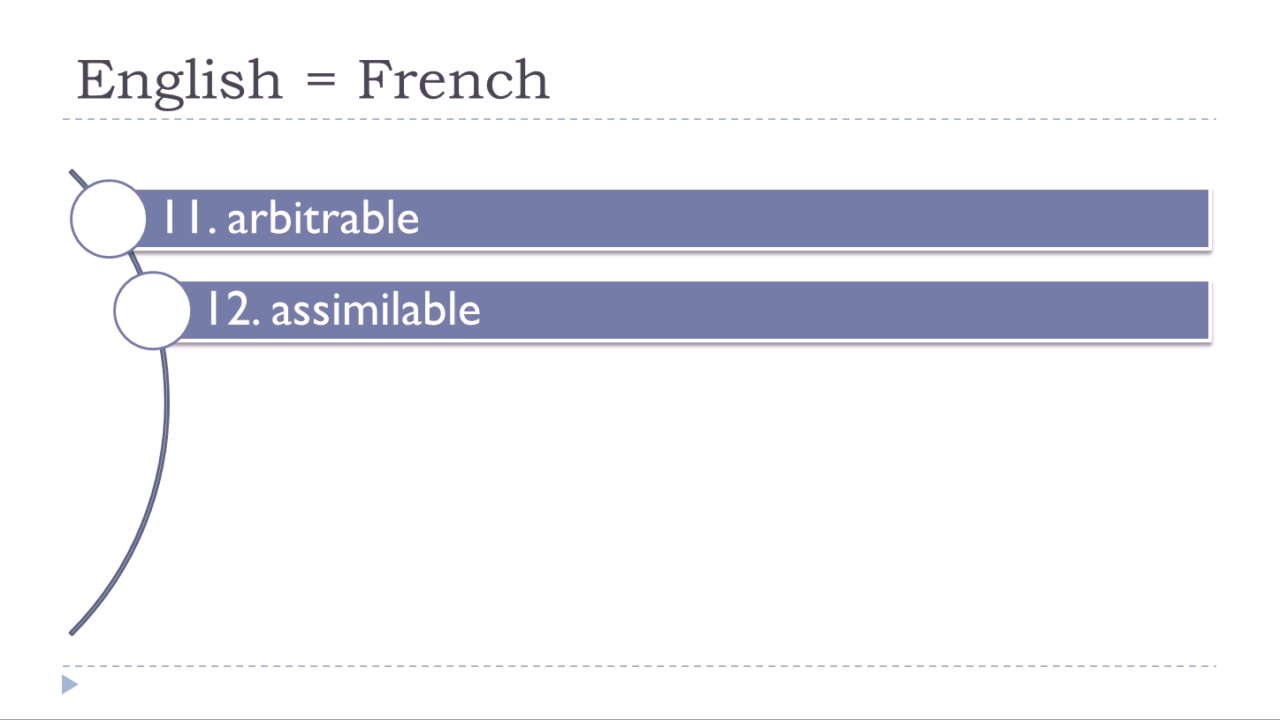 English = French
11. arbitrable
12. assimilable